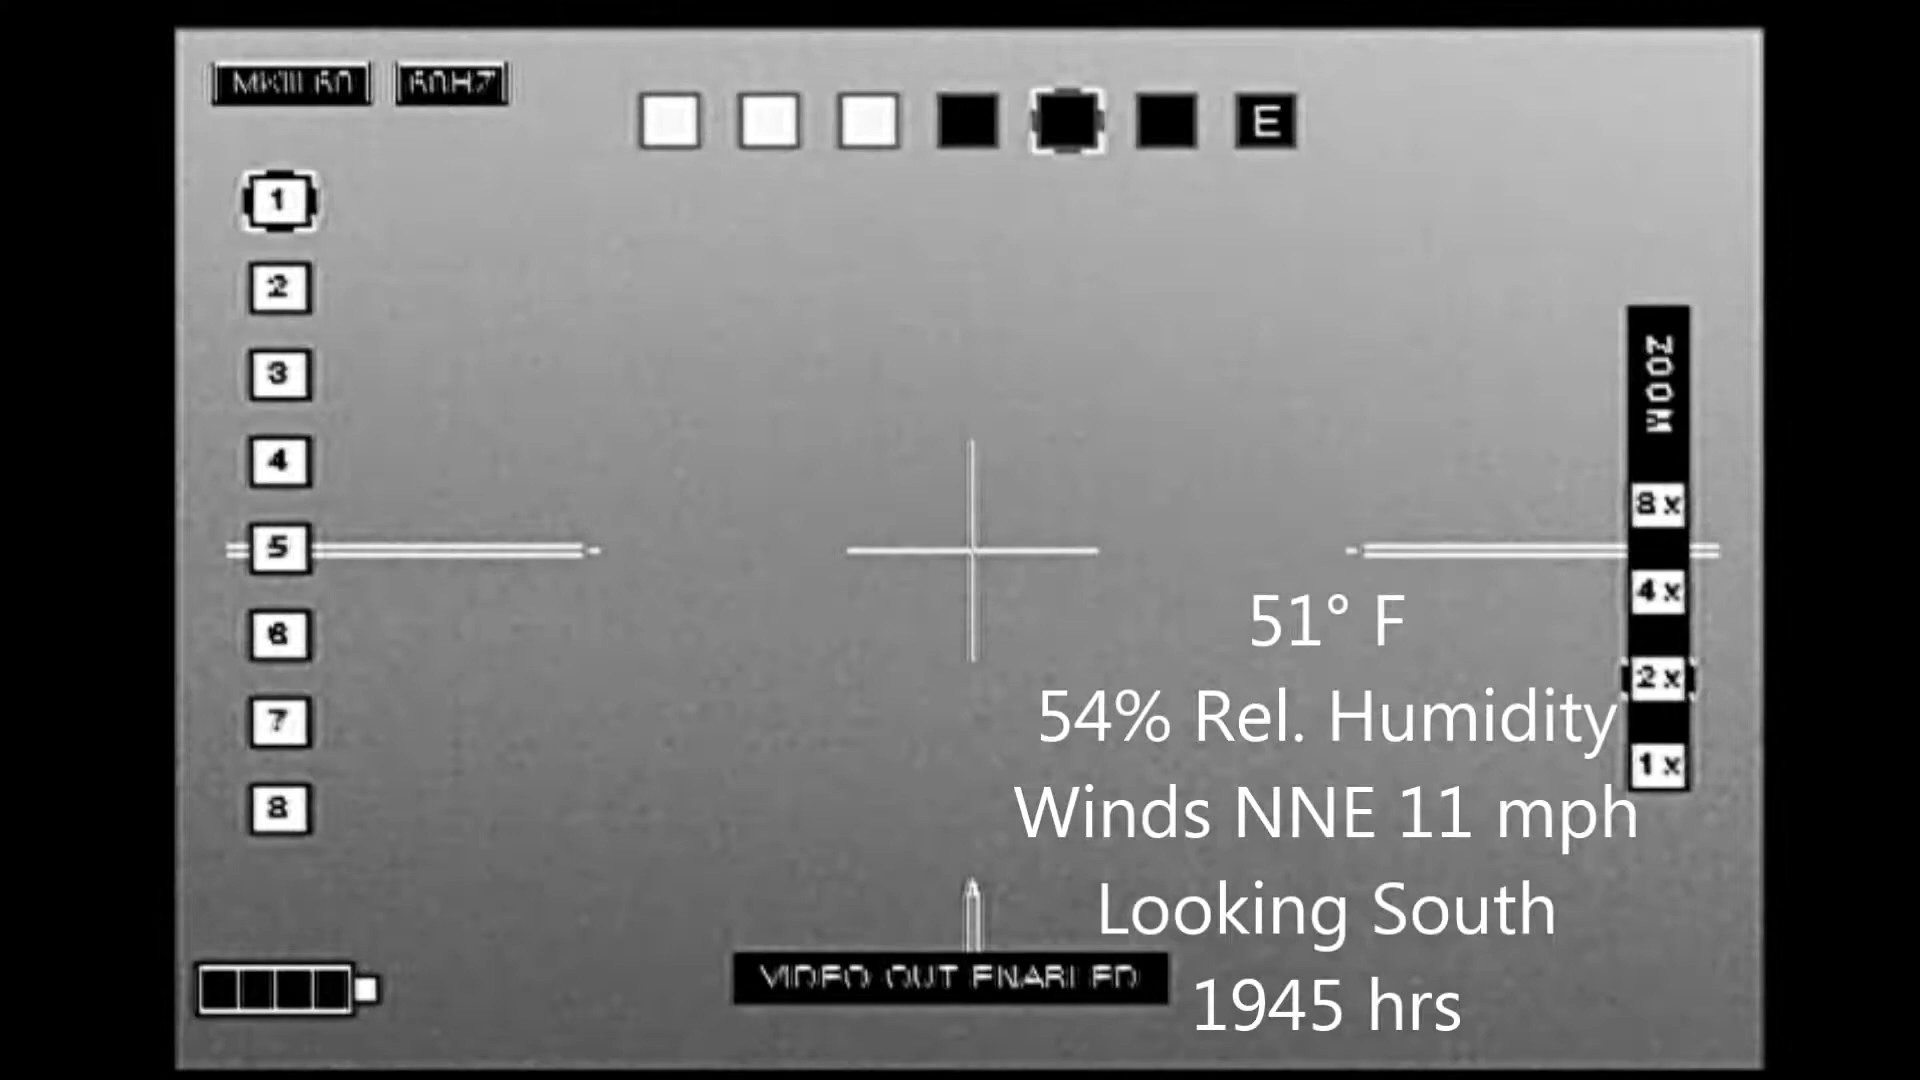 MKIII 60 60HZ
E
1
2
3
4
5
6
7
8
ZOOM
8x
4x
2x
1x
51° F
54% Rel. Humidity
Winds NNE 11 mph
Looking South
1945 hrs
VIDEO OUT ENABLED